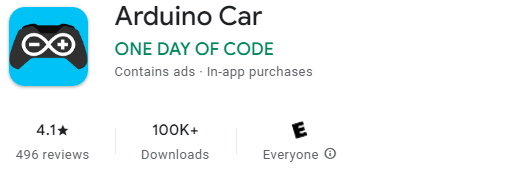 Arduino Car
ONE DAY OF CODE
Contains ads · In-app purchases
4.1★ 100K+ E
496 reviews Downloads Everyone ⓘ